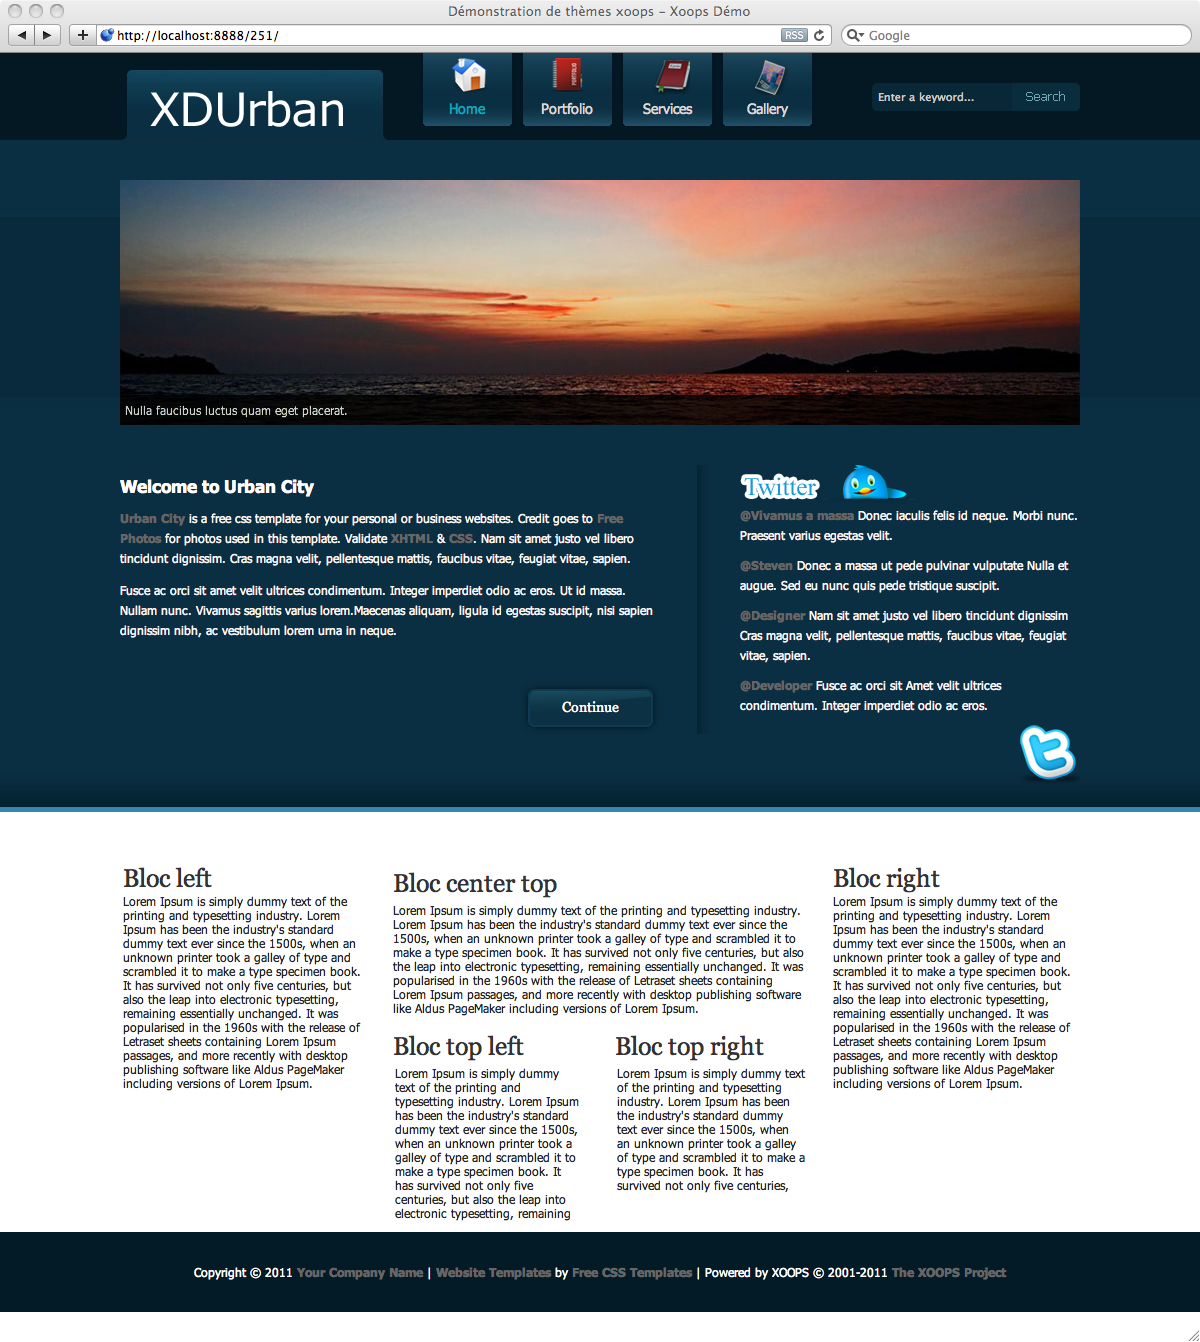 Démonstration de thèmes xoops – Xoops Démo
http://localhost:8888/251/
RSS
Google
XDUrban
Home
Portfolio
Services
Gallery
Enter a keyword...
Search
Nulla faucibus luctus quam eget placerat.
Welcome to Urban City
Urban City is a free css template for your personal or business websites. Credit goes to Free
Photos for photos used in this template. Validate XHTML & CSS. Nam sit amet justo vel libero
tincidunt dignissim. Cras magna velit, pellentesque mattis, faucibus vitae, feugiat vitae, sapien.
Fusce ac orci sit amet velit ultrices condimentum. Integer imperdiet odio ac eros. Ut id massa.
Nullam nunc. Vivamus sagittis varius lorem.Maecenas aliquam, ligula id egestas suscipit, nisi sapien
dignissim nibh, ac vestibulum lorem urna in neque.
Continue
Twitter
@Vivamus a massa Donec iaculis felis id neque. Morbi nunc.
Praesent varius egestas velit.
@Steven Donec a massa ut pede pulvinar vulputate Nulla et
augue. Sed eu nunc quis pede tristique suscipit.
@Designer Nam sit amet justo vel libero tincidunt dignissim
Cras magna velit, pellentesque mattis, faucibus vitae, feugiat
vitae, sapien.
@Developer Fusce ac orci sit Amet velit ultrices
condimentum. Integer imperdiet odio ac eros.
Bloc left
Lorem Ipsum is simply dummy text of the
printing and typesetting industry. Lorem
Ipsum has been the industry's standard
dummy text ever since the 1500s, when an
unknown printer took a galley of type and
scrambled it to make a type specimen book.
It has survived not only five centuries, but
also the leap into electronic typesetting,
remaining essentially unchanged. It was
popularised in the 1960s with the release of
Letraset sheets containing Lorem Ipsum
passages, and more recently with desktop
publishing software like Aldus PageMaker
including versions of Lorem Ipsum.
Bloc center top
Lorem Ipsum is simply dummy text of the printing and typesetting industry.
Lorem Ipsum has been the industry's standard dummy text ever since the
1500s, when an unknown printer took a galley of type and scrambled it to
make a type specimen book. It has survived not only five centuries, but also
the leap into electronic typesetting, remaining essentially unchanged. It was
popularised in the 1960s with the release of Letraset sheets containing
Lorem Ipsum passages, and more recently with desktop publishing software
like Aldus PageMaker including versions of Lorem Ipsum.
Bloc top left
Lorem Ipsum is simply dummy
text of the printing and
typesetting industry. Lorem Ipsum
has been the industry's standard
dummy text ever since the 1500s,
when an unknown printer took a
galley of type and scrambled it to
make a type specimen book. It
has survived not only five
centuries, but also the leap into
electronic typesetting, remaining
Bloc top right
Lorem Ipsum is simply dummy text
of the printing and typesetting
industry. Lorem Ipsum has been
the industry's standard dummy
text ever since the 1500s, when
an unknown printer took a galley
of type and scrambled it to make a
type specimen book. It has
survived not only five centuries,
Bloc right
Lorem Ipsum is simply dummy text of the
printing and typesetting industry. Lorem
Ipsum has been the industry's standard
dummy text ever since the 1500s, when an
unknown printer took a galley of type and
scrambled it to make a type specimen book.
It has survived not only five centuries, but
also the leap into electronic typesetting,
remaining essentially unchanged. It was
popularised in the 1960s with the release of
Letraset sheets containing Lorem Ipsum
passages, and more recently with desktop
publishing software like Aldus PageMaker
including versions of Lorem Ipsum.
Copyright © 2011 Your Company Name | Website Templates by Free CSS Templates | Powered by XOOPS © 2001-2011 The XOOPS Project